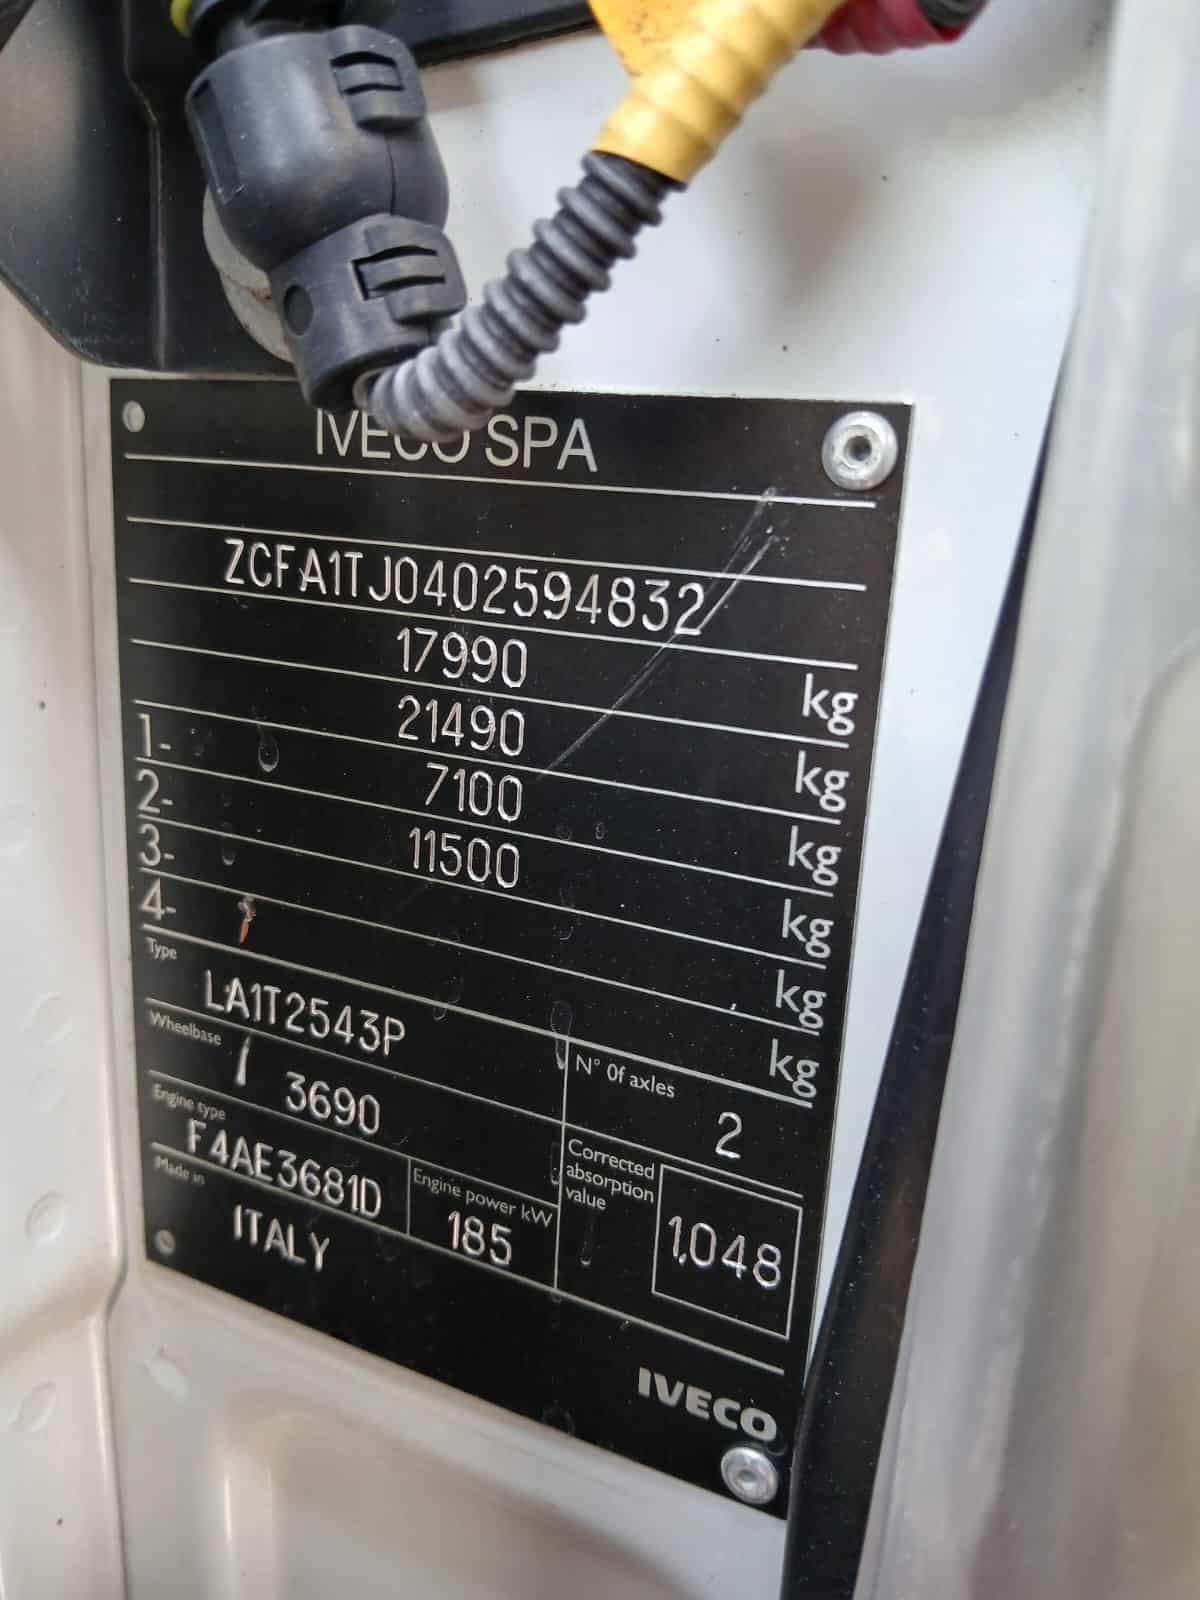 IVECO SPA
ZCFA1TJ0402594832
17990 kg
21490 kg
1- 7100 kg
2- 11500 kg
3- kg
4- kg
Type
LA1T2543P
N° Of axles
2
Wheelbase
3690
Corrected absorption value
1,048
Engine type
F4AE3681D
Engine power kW
185
Made in
ITALY
IVECO